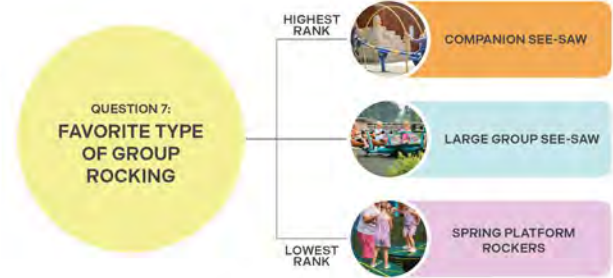 QUESTION 7:
FAVORITE TYPE
OF GROUP
ROCKING
HIGHEST
RANK
COMPANION SEE-SAW
LARGE GROUP SEE-SAW
LOWEST
RANK
SPRING PLATFORM
ROCKERS